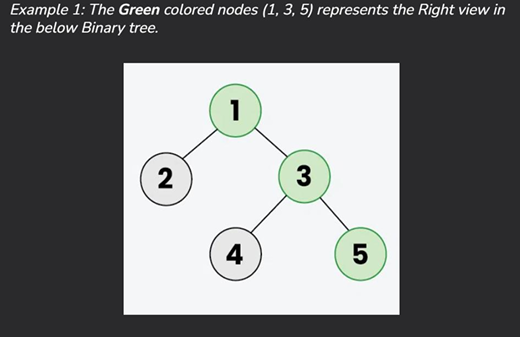 Example 1: The Green colored nodes (1, 3, 5) represents the Right view in
the below Binary tree.
1
2
3
4
5